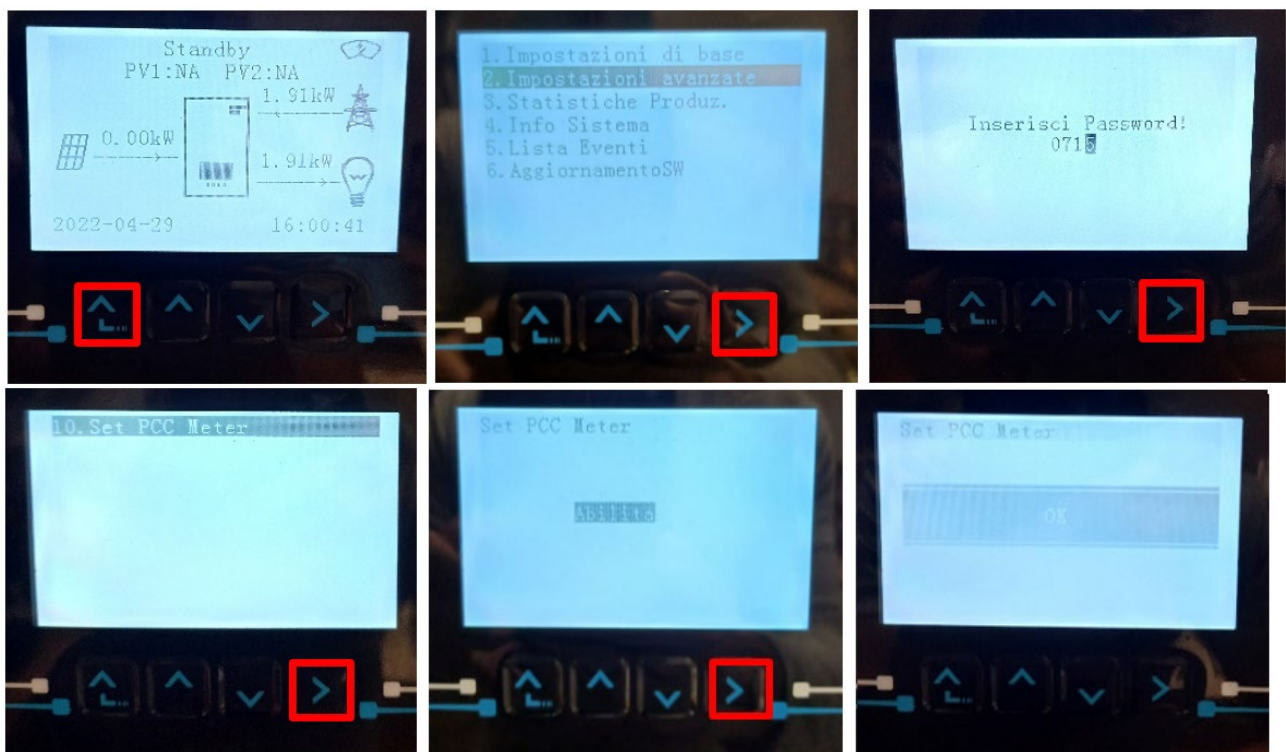 Standby
PV1:NA PV2:NA
1.91kW
0.00kW
1.91kW
2022-04-29 16:00:41
1.Impostazioni di base
2.Impostazioni avanzate
3.Statistiche Produz.
4.Info Sistema
5.Lista Eventi
6.AggiornamentoSW
Inserisci Password!
0715
10.Set PCC Meter
Set PCC Meter
Abilito
Set PCC Meter
OK